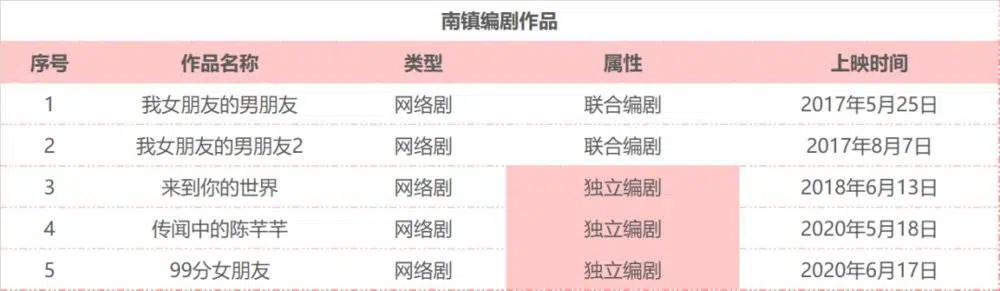 南镇编剧作品
序号 作品名称 类型 属性 上映时间
1 我女朋友的男朋友 网络剧 联合编剧 2017年5月25日
2 我女朋友的男朋友2 网络剧 联合编剧 2017年8月7日
3 来到你的世界 网络剧 独立编剧 2018年6月13日
4 传闻中的陈芊芊 网络剧 独立编剧 2020年5月18日
5 99分女朋友 网络剧 独立编剧 2020年6月17日